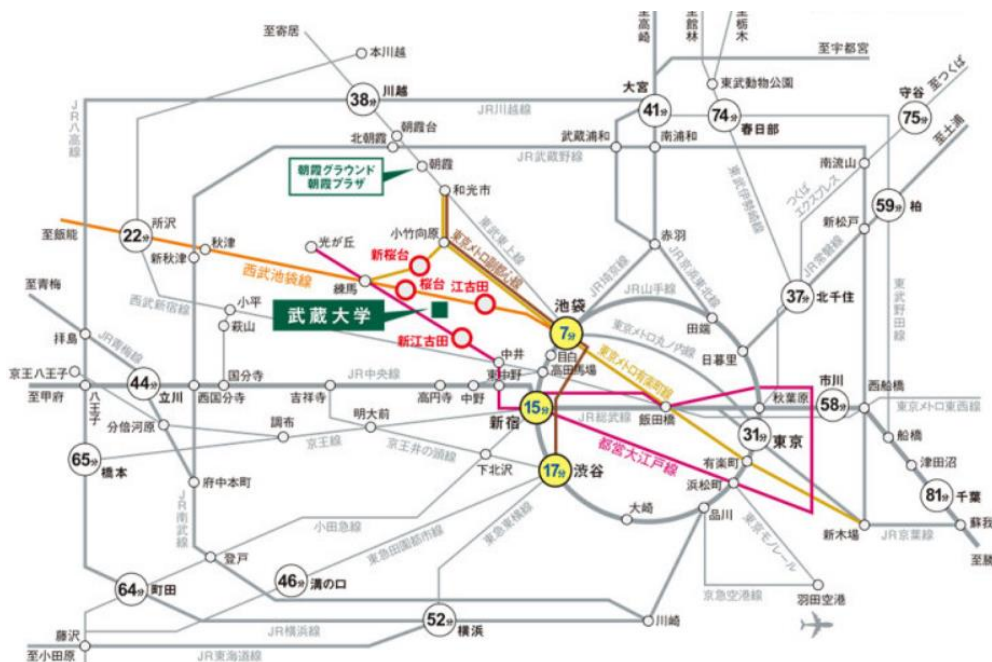 至寄居
本川越
至高崎
至館林
至栃木
至宇都宮
38分
川越
JR川越線
大宮
41分
東武動物公園
74分
春日部
守谷
75分
至つくば
至土浦
JR八高線
朝霞台
北朝霞
武蔵浦和
南浦和
JR武蔵野線
朝霞グラウンド
朝霞プラザ
朝霞
和光市
南流山
つくば
エクスプレス
東武伊勢崎線
59分
柏
所沢
22分
至飯能
秋津
新秋津
光が丘
小竹向原
東武東上線
東京メトロ副都心線
新桜台
赤羽
新松戸
JR常磐線
西武池袋線
練馬
桜台
江古田
JR埼京線
JR京浜東北線
JR山手線
37分
北千住
東武野田線
至青梅
西武新宿線
小平
萩山
武蔵大学
新江古田
池袋
7分
田端
日暮里
東京メトロ丸ノ内線
拝島
JR青梅線
中井
目白
高田馬場
東京メトロ有楽町線
京王八王子
至甲府
44分
立川
国分寺
西国分寺
JR中央線
吉祥寺
高円寺
中野
東中野
秋葉原
市川
58分
西船橋
東京メトロ東西線
八王子
分倍河原
調布
明大前
京王線
京王井の頭線
15分
新宿
JR総武線
飯田橋
31分
東京
船橋
65分
橋本
府中本町
下北沢
17分
渋谷
都営大江戸線
有楽町
浜松町
津田沼
81分
千葉
JR南武線
小田急線
東急田園都市線
東急東横線
大崎
品川
東京モノレール
新木場
JR京葉線
蘇我
至勝
登戸
64分
町田
46分
溝の口
52分
横浜
京急空港線
羽田空港
川崎
藤沢
至小田原
JR横浜線
JR東海道線